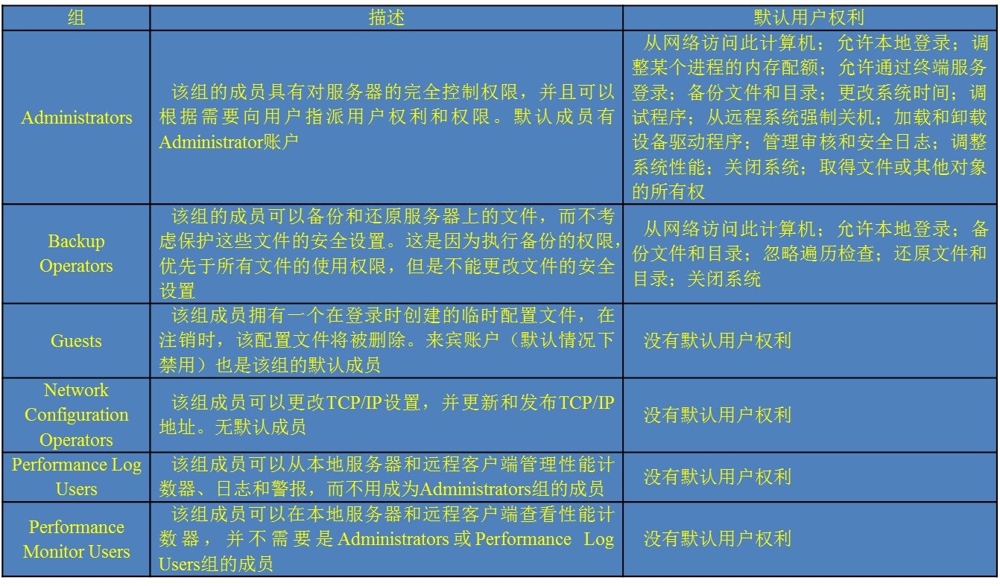 组 描述 默认用户权利
Administrators
该组的成员具有对服务器的完全控制权限，并且可以
根据需要向用户指派用户权利和权限。默认成员有
Administrator账户
从网络访问此计算机；允许本地登录；调
整某个进程的内存配额；允许通过终端服务
登录；备份文件和目录；更改系统时间；调
试程序；从远程系统强制关机；加载和卸载
设备驱动程序；管理审核和安全日志；调整
系统性能；关闭系统；取得文件或其他对象
的所有权
Backup
Operators
该组的成员可以备份和还原服务器上的文件，而不考
虑保护这些文件的安全设置。这是因为执行备份的权限，
优先于所有文件的使用权限，但是不能更改文件的安全
设置
从网络访问此计算机；允许本地登录；备
份文件和目录；忽略遍历检查；还原文件和
目录；关闭系统
Guests
该组成员拥有一个在登录时创建的临时配置文件，在
注销时，该配置文件将被删除。来宾账户（默认情况下
禁用）也是该组的默认成员
没有默认用户权利
Network
Configuration
Operators
该组成员可以更改TCP/IP设置，并更新和发布TCP/IP
地址。无默认成员
没有默认用户权利
Performance Log
Users
该组成员可以从本地服务器和远程客户端管理性能计
数器、日志和警报，而不用成为Administrators组的成员
没有默认用户权利
Performance
Monitor Users
该组成员可以在本地服务器和远程客户端查看性能计
数器，并不需要是Administrators或Performance Log
Users组的成员
没有默认用户权利